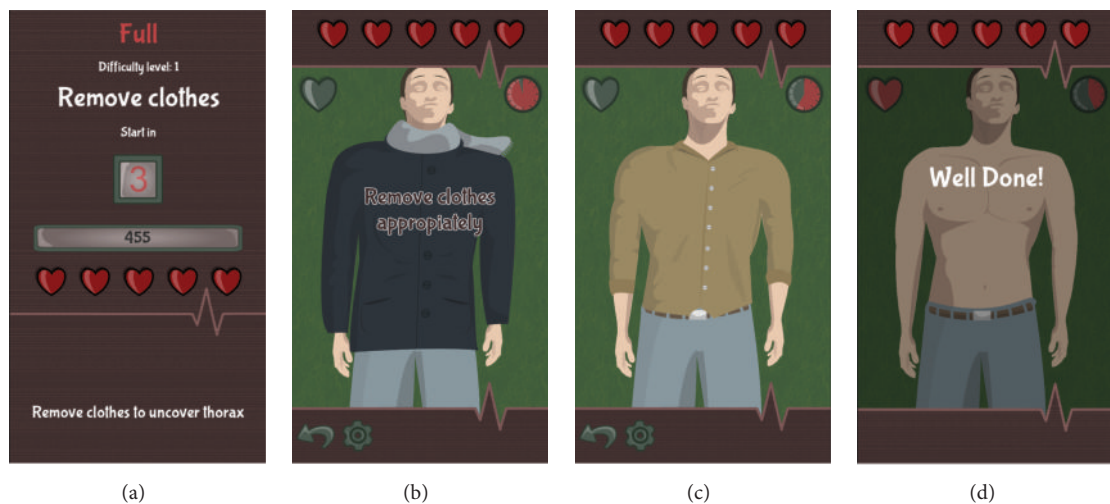 Full
Difficulty level: 1
Remove clothes
Start in
3
455
Remove clothes to uncover thorax
Remove clothes
appropiately
Well Done!
(a)
(b)
(c)
(d)